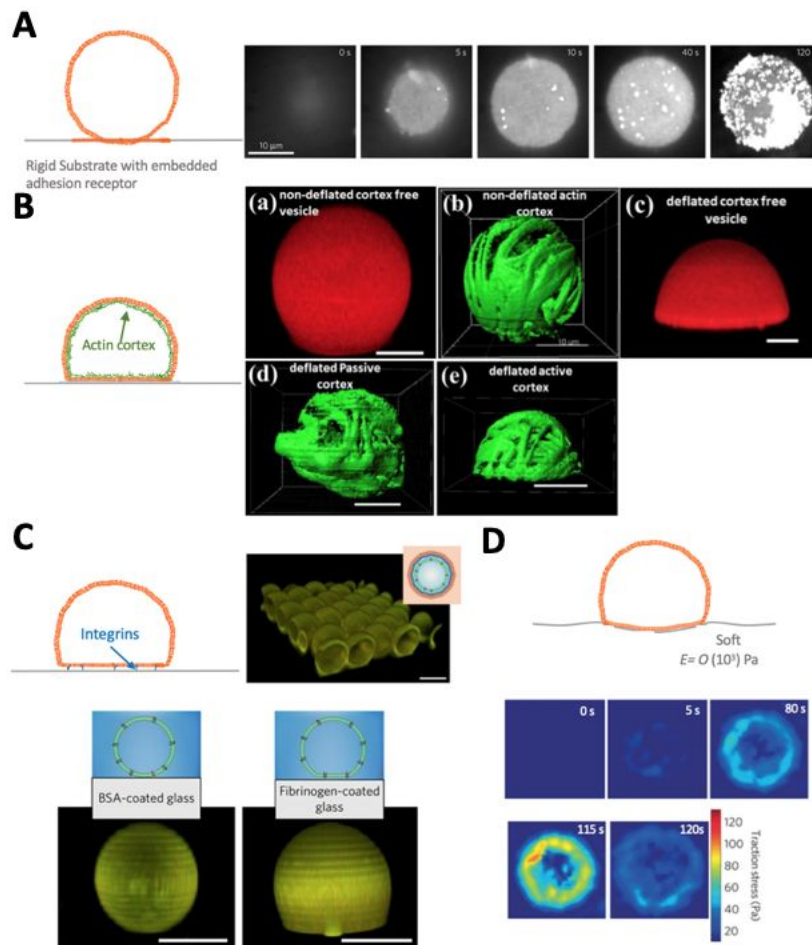 A
0 s
5 s
10 s
40 s
120
10 µm
Rigid Substrate with embedded
adhesion receptor
B
Actin cortex
(a)
non-deflated cortex free
vesicle
(b)
non-deflated actin
cortex
10 µm
(c)
deflated cortex free
vesicle
(d)
deflated Passive
cortex
(e)
deflated active
cortex
C
Integrins
BSA-coated glass
Fibrinogen-coated
glass
D
Soft
E= O (10³) Pa
0 s
5 s
80 s
115 s
120s
120
100
80
60
40
20
Traction stress (Pa)